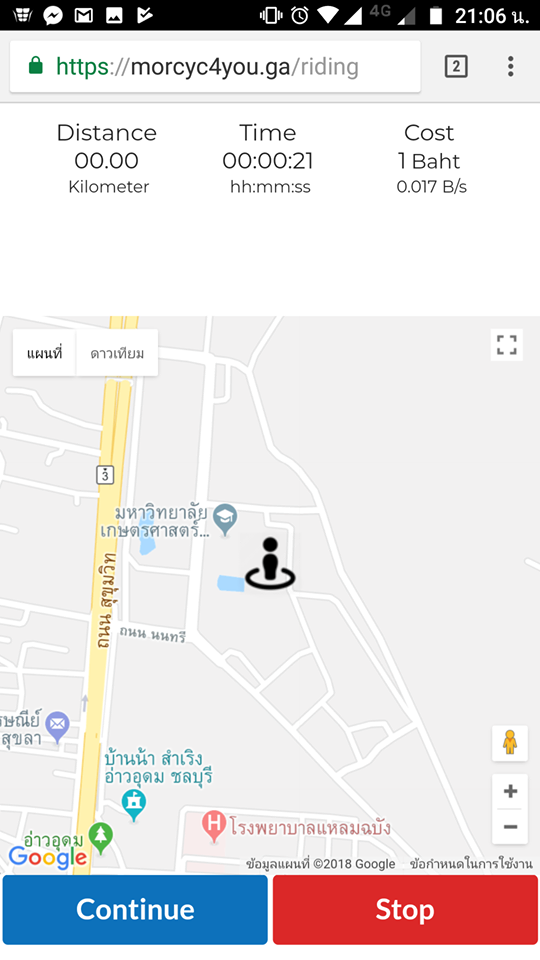 4G
21:06 น.
https://morcyc4you.ga/riding
2
Distance
00.00
Kilometer
Time
00:00:21
hh:mm:ss
Cost
1 Baht
0.017 B/s
แผนที่
ดาวเทียม
3
มหาวิทยาลัย
เกษตรศาสตร์...
ถนน สุขุมวิท
ถนน นนทรี
รษณีย์
สุขลา
บ้านน้า สําเริง
อ่าวอุดม ชลบุรี
H
โรงพยาบาลแหลมฉบัง
อ่าวอุดม
Google
ข้อมูลแผนที่ ©2018 Google
ข้อกำหนดในการใช้งาน
Continue
Stop